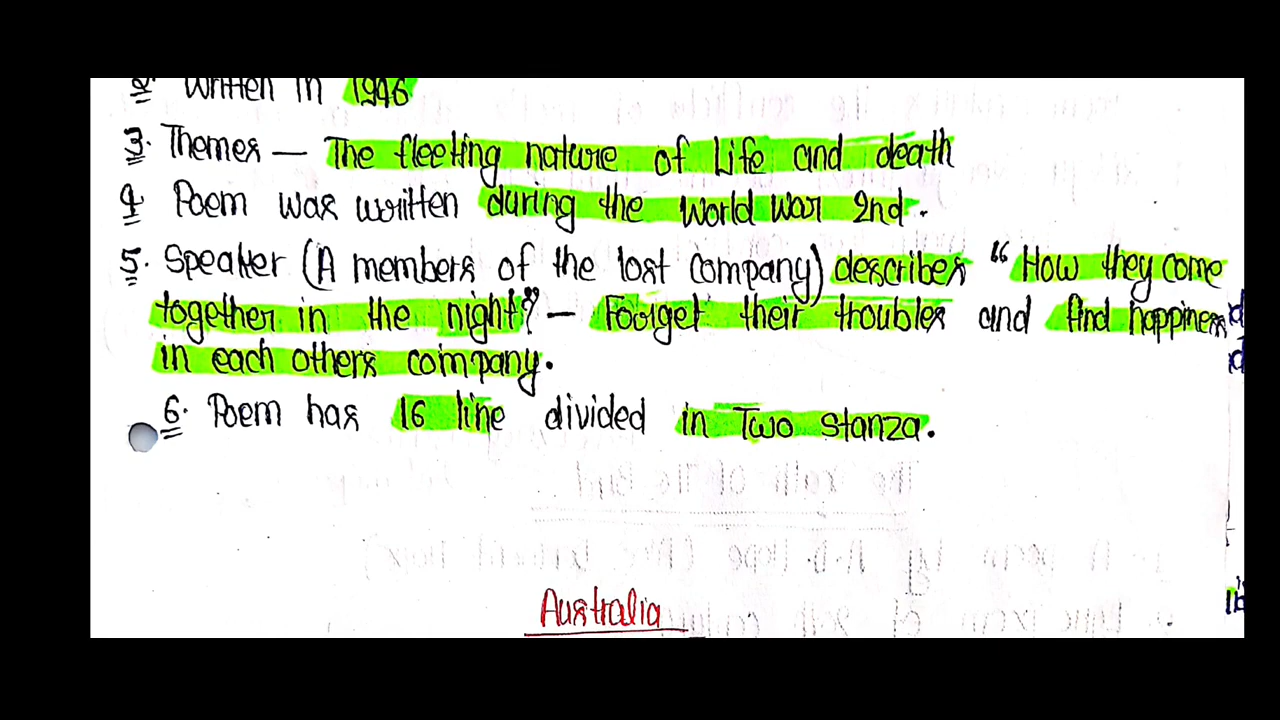 2. Written in 1946
3. Themes — The fleeting nature of Life and death
4 Poem was written during the World War 2nd.
5. Speaker (A members of the lost company) describes "How they come
together in the night" — Forget their troubles and find happiness
in each others company.
6. Poem has 16 line divided in Two stanza.
Australia